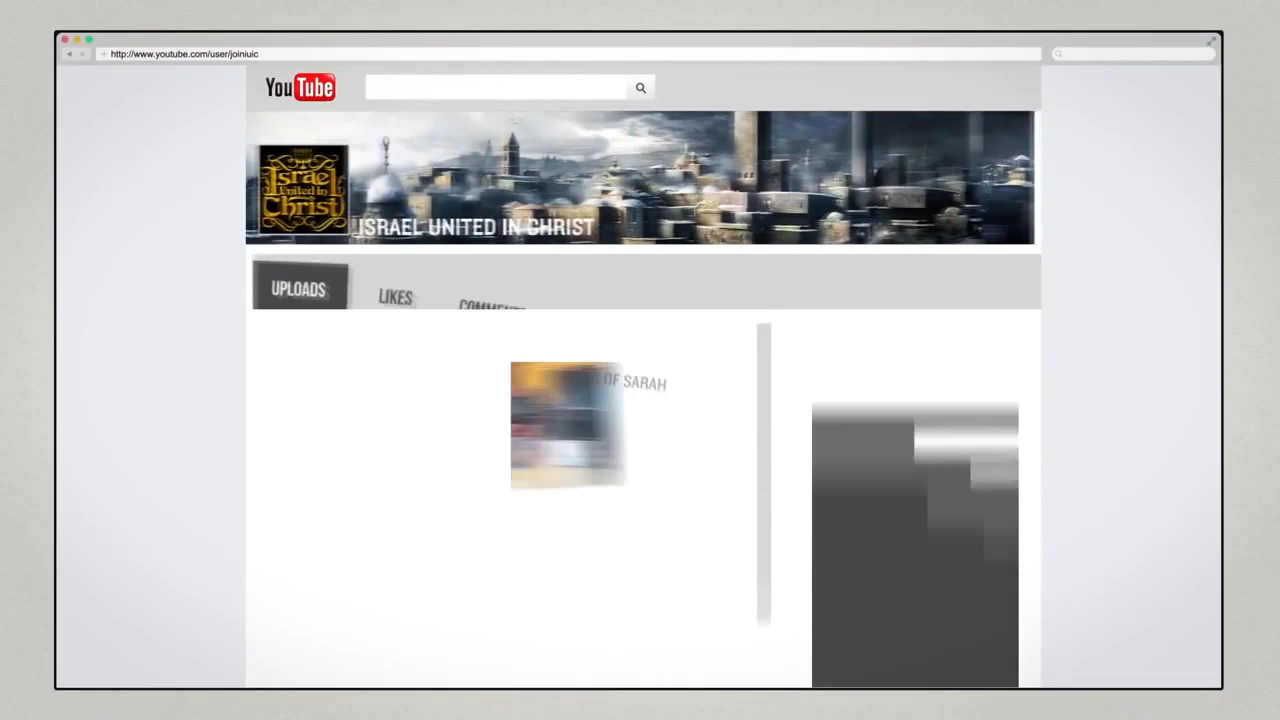 http://www.youtube.com/user/joiniuic
YouTube
Israel
United In
Christ
ISRAEL UNITED IN CHRIST
UPLOADS
LIKES
OF SARAH